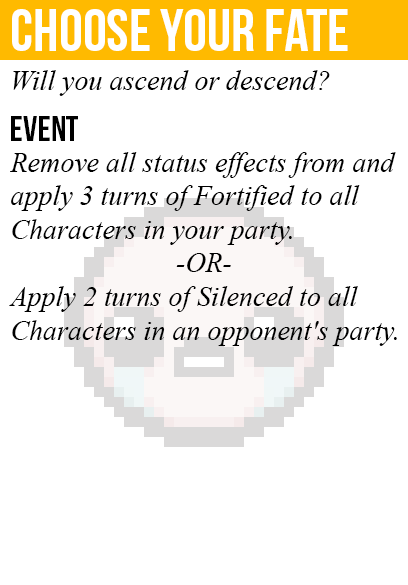 CHOOSE YOUR FATE
Will you ascend or descend?
EVENT
Remove all status effects from and
apply 3 turns of Fortified to all
Characters in your party.
-OR-
Apply 2 turns of Silenced to all
Characters in an opponent's party.